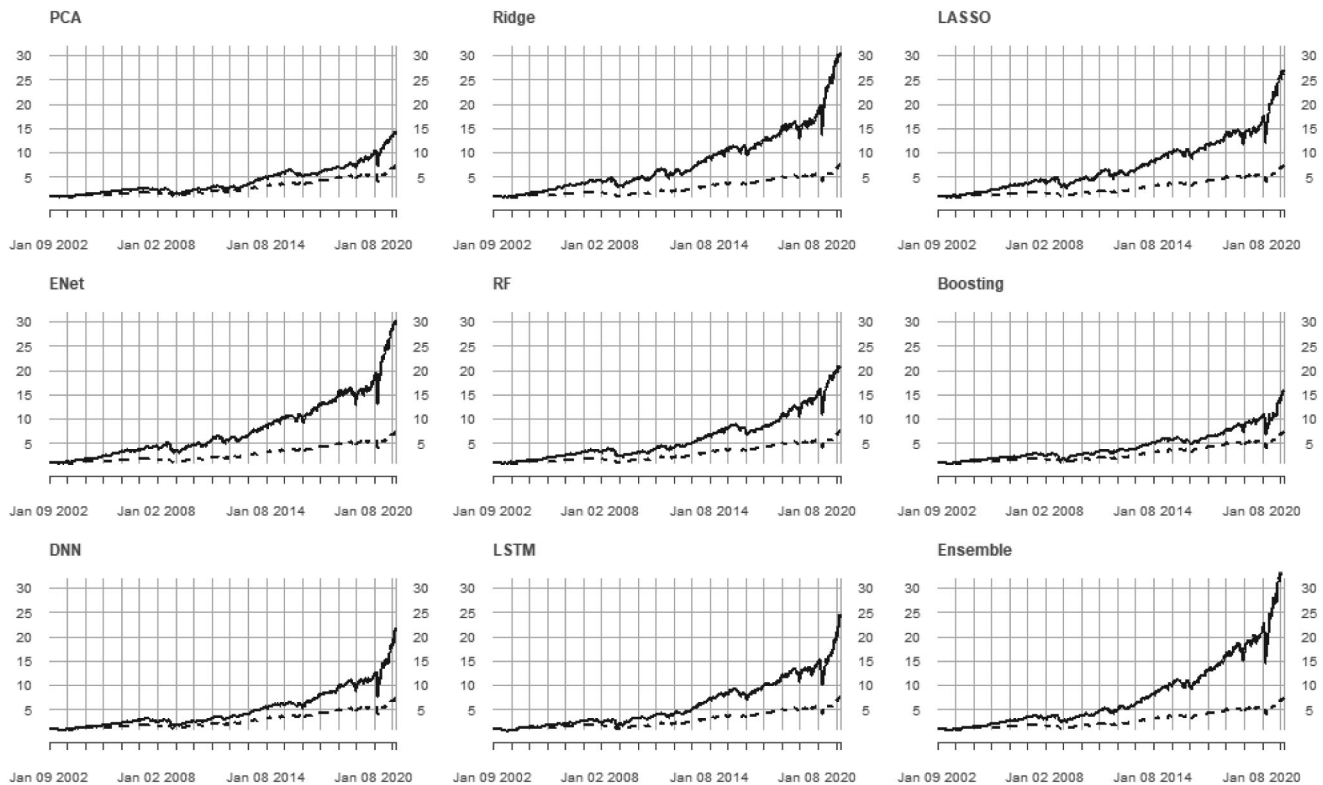 PCA Ridge LASSO
30 30 30 30 30 30
25 25 25 25 25 25
20 20 20 20 20 20
15 15 15 15 15 15
10 10 10 10 10 10
5 5 5 5 5 5
Jan 09 2002 Jan 02 2008 Jan 08 2014 Jan 08 2020 Jan 09 2002 Jan 02 2008 Jan 08 2014 Jan 08 2020 Jan 09 2002 Jan 02 2008 Jan 08 2014 Jan 08 2020
ENet RF Boosting
30 30 30 30 30 30
25 25 25 25 25 25
20 20 20 20 20 20
15 15 15 15 15 15
10 10 10 10 10 10
5 5 5 5 5 5
Jan 09 2002 Jan 02 2008 Jan 08 2014 Jan 08 2020 Jan 09 2002 Jan 02 2008 Jan 08 2014 Jan 08 2020 Jan 09 2002 Jan 02 2008 Jan 08 2014 Jan 08 2020
DNN LSTM Ensemble
30 30 30 30 30 30
25 25 25 25 25 25
20 20 20 20 20 20
15 15 15 15 15 15
10 10 10 10 10 10
5 5 5 5 5 5
Jan 09 2002 Jan 02 2008 Jan 08 2014 Jan 08 2020 Jan 09 2002 Jan 02 2008 Jan 08 2014 Jan 08 2020 Jan 09 2002 Jan 02 2008 Jan 08 2014 Jan 08 2020